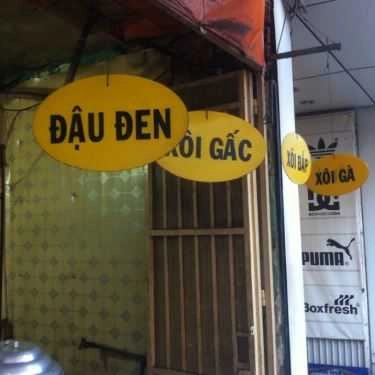 ĐẬU ĐEN
XÔI GẤC
XÔI BẮP
XÔI GÀ
PUMA
Boxfresh